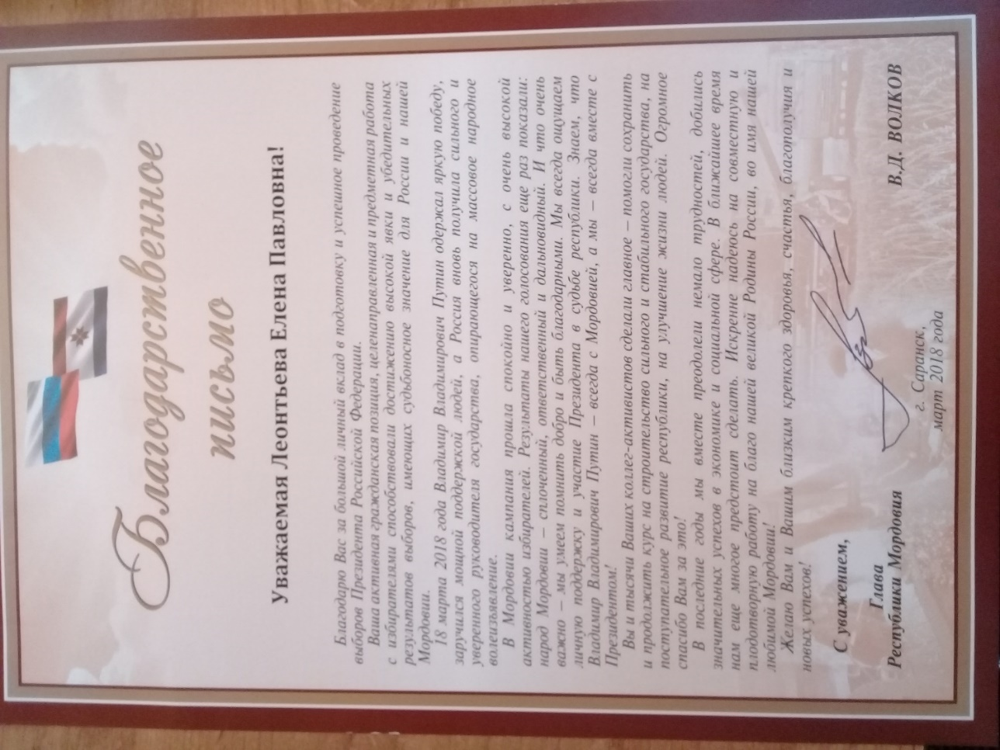 Благодарственное
письмо
Уважаемая Леонтьева Елена Павловна!
Благодарю Вас за большой личный вклад в подготовку и успешное проведение
выборов Президента Российской Федерации.
Ваша активная гражданская позиция, целенаправленная и предметная работа
с избирателями способствовали достижению высокой явки и убедительных
результатов выборов, имеющих судьбоносное значение для России и нашей
Мордовии.
18 марта 2018 года Владимир Владимирович Путин одержал яркую победу,
заручился мощной поддержкой людей, а Россия вновь получила сильного и
уверенного руководителя государства, опирающегося на массовое народное
волеизъявление.
В Мордовии кампания прошла спокойно и уверенно, с очень высокой
активностью избирателей. Результаты нашего голосования еще раз показали:
народ Мордовии – сплоченный, ответственный и дальновидный. И что очень
важно – мы умеем помнить добро и быть благодарными. Мы всегда ощущаем
личную поддержку и участие Президента в судьбе республики. Знаем, что
Владимир Владимирович Путин – всегда с Мордовией, а мы – всегда вместе с
Президентом!
Вы и тысячи Ваших коллег-активистов сделали главное – помогли сохранить
и продолжить курс на строительство сильного и стабильного государства, на
поступательное развитие республики, на улучшение жизни людей. Огромное
спасибо Вам за это!
В последние годы мы вместе преодолели немало трудностей, добились
значительных успехов в экономике и социальной сфере. В ближайшее время
нам еще многое предстоит сделать. Искренне надеюсь на совместную и
плодотворную работу на благо нашей великой Родины России, во имя нашей
любимой Мордовии!
Желаю Вам и Вашим близким крепкого здоровья, счастья, благополучия и
новых успехов!
С уважением,
Глава
Республики Мордовия
В.Д. ВОЛКОВ
г. Саранск,
март 2018 года